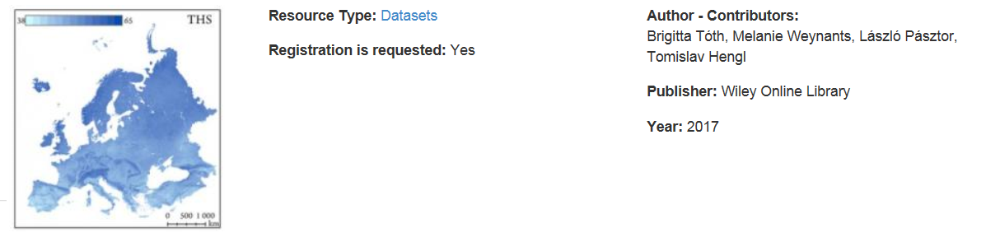 38 65 THS
0 500 1 000
km
Resource Type: Datasets
Registration is requested: Yes
Author - Contributors:
Brigitta Tóth, Melanie Weynants, László Pásztor,
Tomislav Hengl
Publisher: Wiley Online Library
Year: 2017